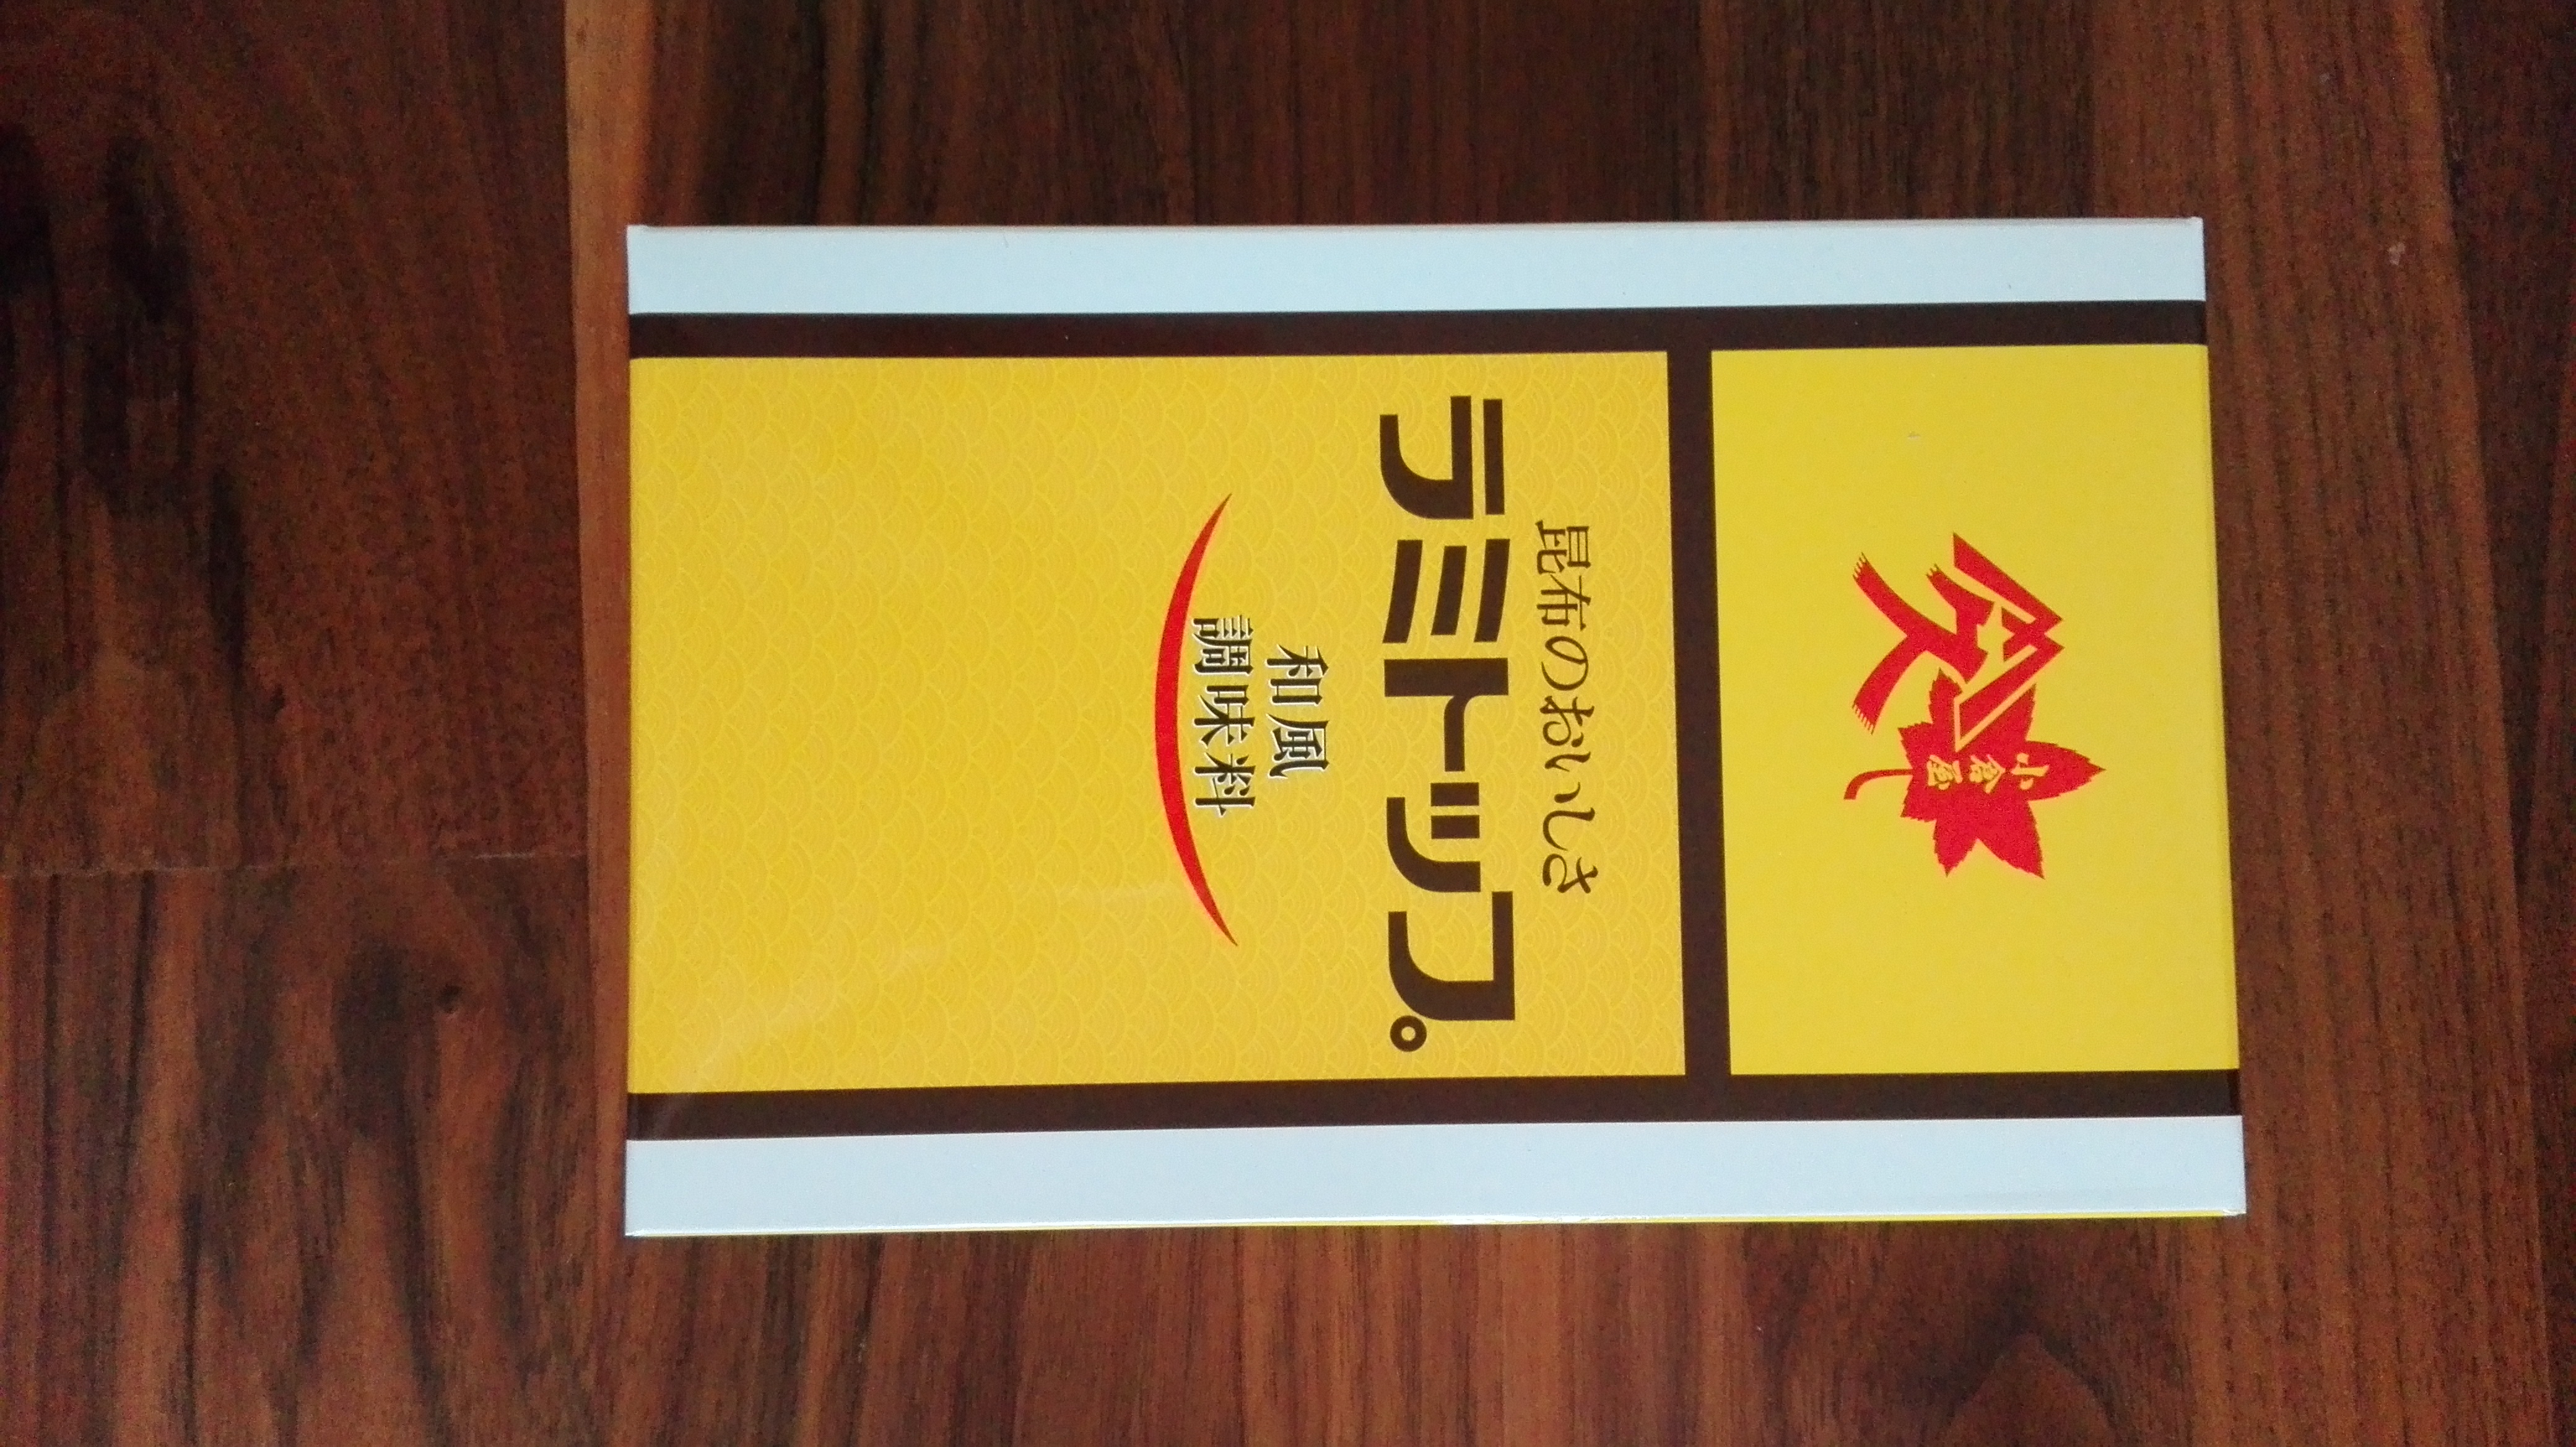 小倉屋
昆布のおいしさ
ラミトップ。
和風
調味料